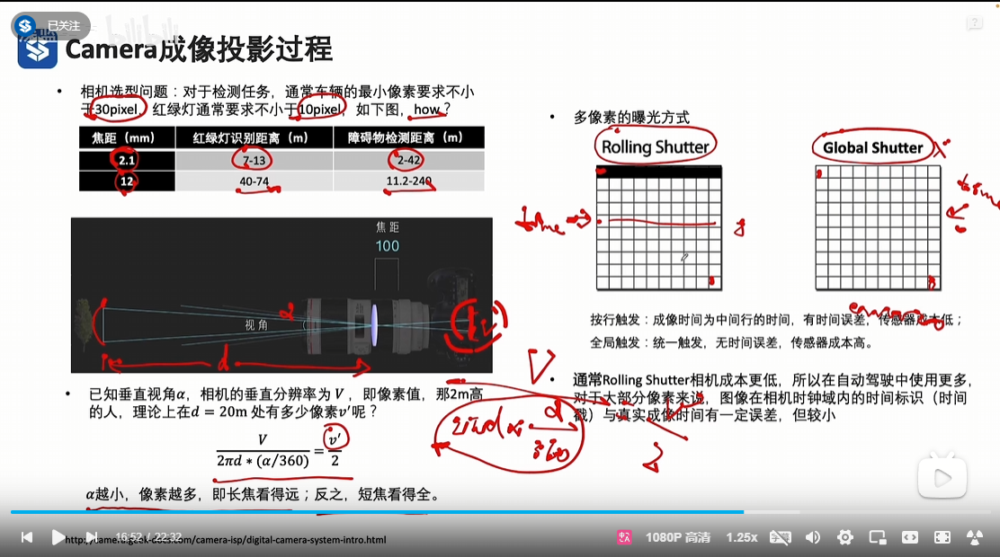 已关注
Camera成像投影过程
• 相机选型问题：对于检测任务，通常车辆的最小像素要求不小
于30pixel，红绿灯通常要求不小于10pixel，如下图，how？
焦距（mm） 红绿灯识别距离（m） 障碍物检测距离（m）
2.1 7-13 2-42
12 40-74 11.2-240
焦距
100
视角
α
d
• 已知垂直视角α，相机的垂直分辨率为 V ，即像素值，那2m高
的人，理论上在d = 20m 处有多少像素v'呢？
V / 2πd ∗ (α/360) = v' / 2
α越小，像素越多，即长焦看得远；反之，短焦看得全。
http://camera.geek-docs.com/camera-isp/digital-camera-system-intro.html
• 多像素的曝光方式
Rolling Shutter Global Shutter
time
time
按行触发：成像时间为中间行的时间，有时间误差，传感器成本低；
全局触发：统一触发，无时间误差，传感器成本高。
V
• 通常Rolling Shutter相机成本更低，所以在自动驾驶中使用更多，
对于大部分像素来说，图像在相机时钟域内的时间标识（时间
戳）与真实成像时间有一定误差，但较小
2
16:52 / 22:32
1080P 高清
1.25x